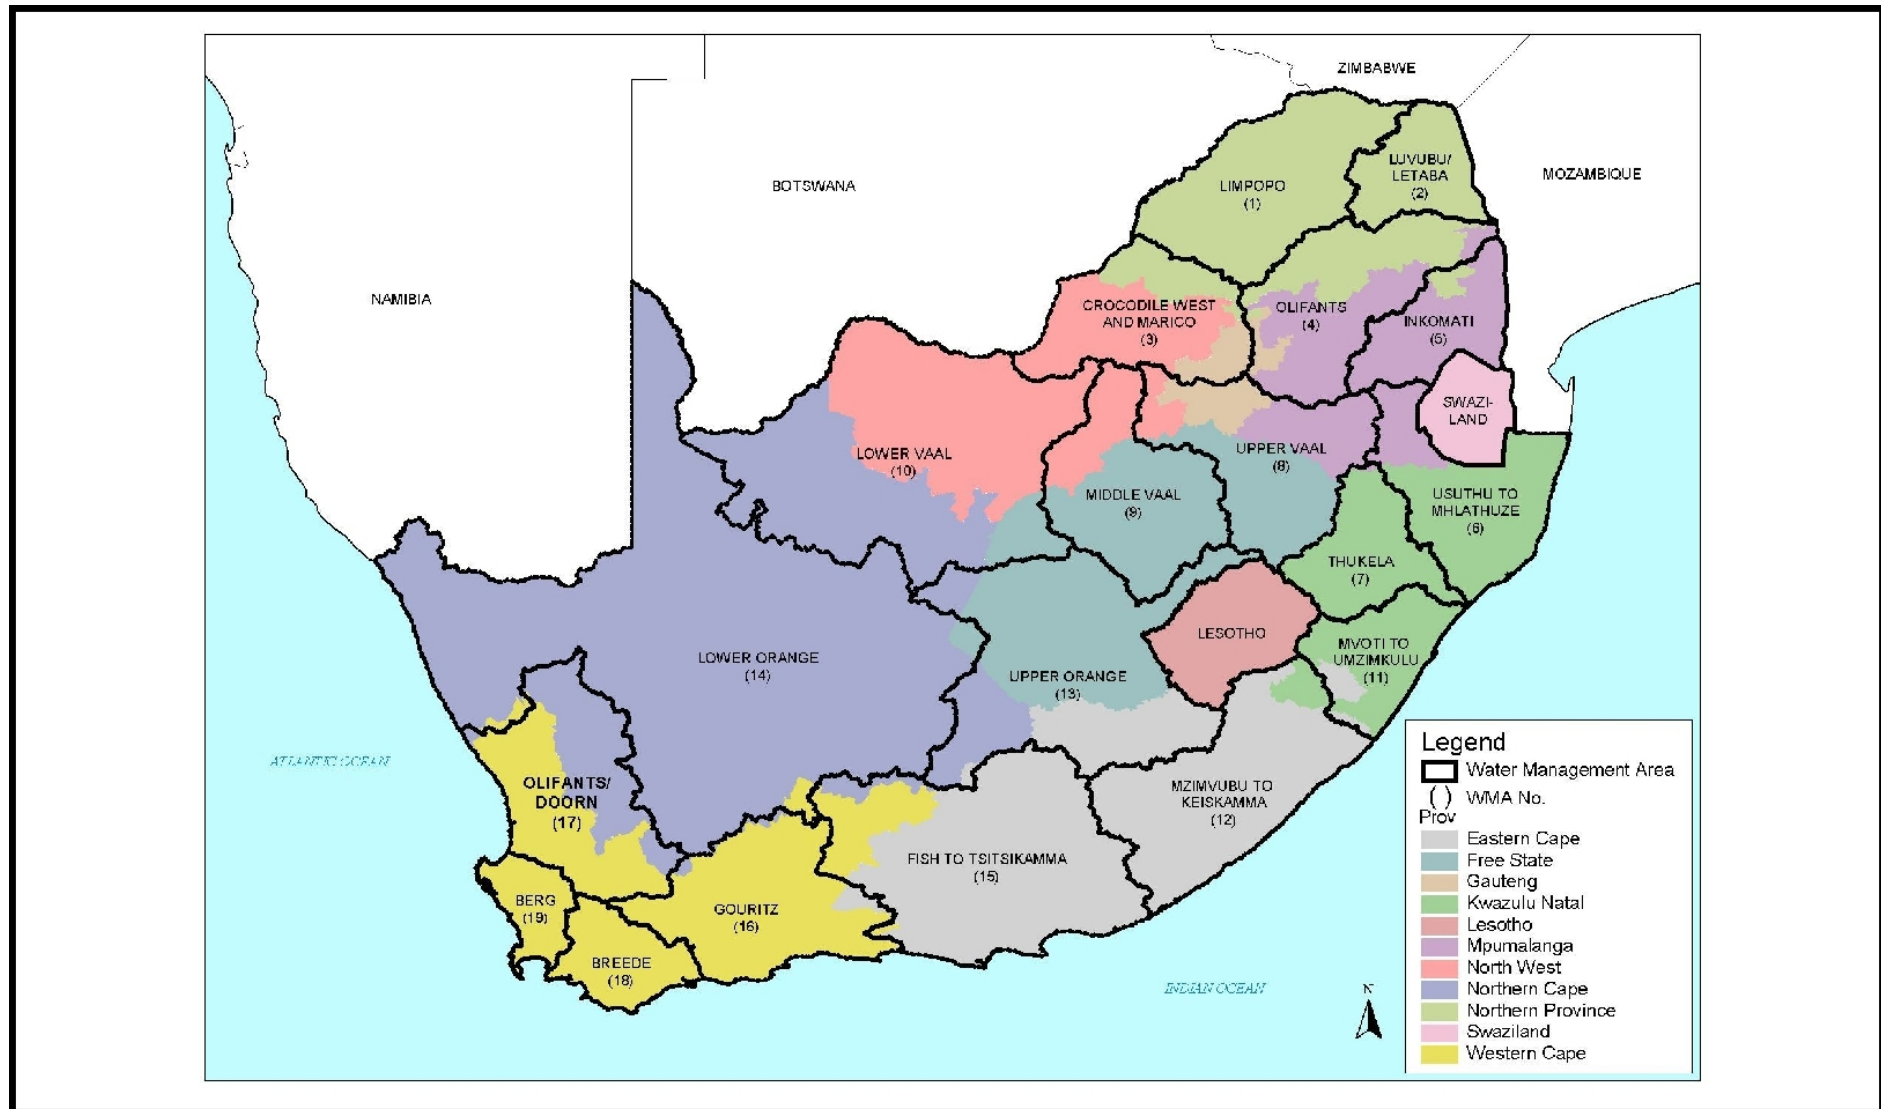 ZIMBABWE
MOZAMBIQUE
BOTSWANA
NAMIBIA
LIMPOPO
(1)
LUVUBU/
LETABA
(2)
CROCODILE WEST
AND MARICO
(3)
OLIFANTS
(4)
INKOMATI
(5)
SWAZI-
LAND
LOWER VAAL
(10)
UPPER VAAL
(8)
MIDDLE VAAL
(9)
USUTHU TO
MHLATHUZE
(6)
THUKELA
(7)
LESOTHO
MVOTI TO
UMZIMKULU
(11)
LOWER ORANGE
(14)
UPPER ORANGE
(13)
ATLANTIC OCEAN
OLIFANTS/
DOORN
(17)
MZIMVUBU TO
KEISKAMMA
(12)
FISH TO TSITSIKAMMA
(15)
BERG
(19)
GOURITZ
(16)
BREEDE
(18)
INDIAN OCEAN
N
Legend
Water Management Area
( ) WMA No.
Prov
Eastern Cape
Free State
Gauteng
Kwazulu Natal
Lesotho
Mpumalanga
North West
Northern Cape
Northern Province
Swaziland
Western Cape